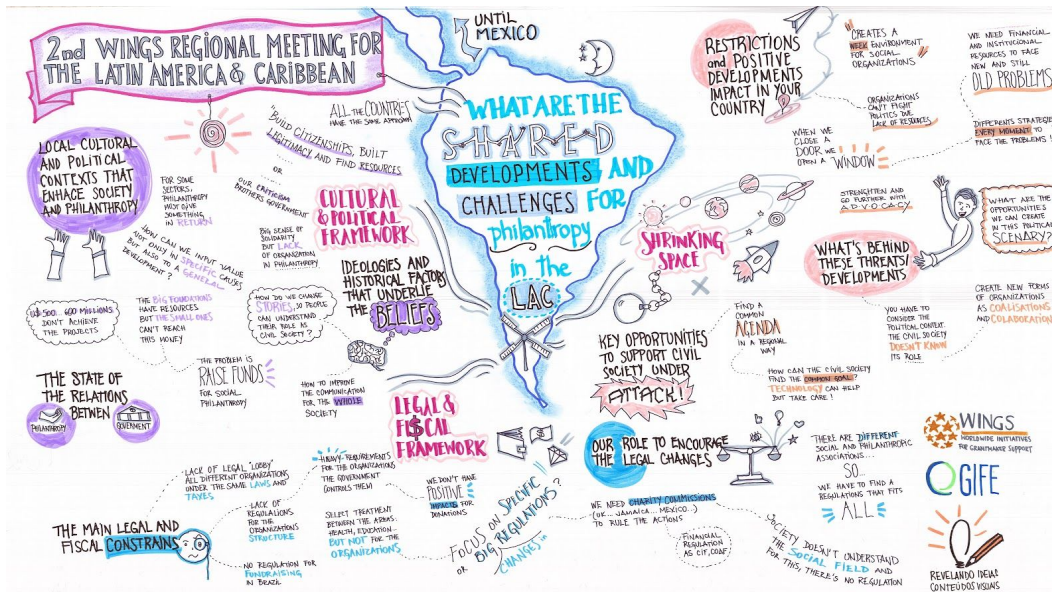 2nd WINGS REGIONAL MEETING FOR
THE LATIN AMERICA & CARIBBEAN
UNTIL
MEXICO
WHAT ARE THE
SHARED
DEVELOPMENTS AND
CHALLENGES FOR
philantropy
in the
LAC
LOCAL CULTURAL
AND POLITICAL
CONTEXTS THAT
ENHACE SOCIETY
AND PHILANTHROPY
ALL THE COUNTRIES
HAVE THE SAME APPROACH
"BUILD CITIZENSHIPS, BUILT
LEGITIMACY AND FIND RESOURCES
OR
OUR CRITICISM
BROTHERS GOVERNMENT
FOR SOME
SECTORS,
PHILANTHROPY
MUST GIVE
SOMETHING
IN RETURN
HOW CAN WE INPUT VALUE
NOT ONLY IN SPECIFIC CAUSES
BUT ALSO TO A GENERAL
DEVELOPMENT?
BIG SENSE OF
SOLIDARITY
BUT LACK
OF ORGANIZATION
IN PHILANTHROPY
CULTURAL
& POLITICAL
FRAMEWORK
IDEOLOGIES AND
HISTORICAL FACTORS
THAT UNDERLIE
THE BELIEFS
U$ 500.. 600 MILLIONS
DON'T ACHIEVE
THE PROJECTS
THE BIG FOUNDATIONS
HAVE RESOURCES
BUT THE SMALL ONES
CAN'T REACH
THIS MONEY
HOW DO WE CHANGE
STORIES, SO PEOPLE
CAN UNDERSTAND
THEIR ROLE AS
CIVIL SOCIETY?
THE STATE OF
THE RELATIONS
BETWEN
PHILANTHROPY
GOVERNMENT
THE PROBLEM IS
RAISE FUNDS
FOR SOCIAL
PHILANTHROPY
HOW TO IMPROVE
THE COMMUNICATION
FOR THE WHOLE
SOCIETY
LEGAL &
FI$CAL
FRAMEWORK
THE MAIN LEGAL AND
FISCAL CONSTRAINS
LACK OF LEGAL "LOBBY"
ALL DIFFERENT ORGANIZATIONS
UNDER THE SAME LAWS AND
TAXES
LACK OF
REGULATIONS
FOR THE
ORGANIZATIONS
STRUCTURE
NO REGULATION FOR
FUNDRAISING
IN BRAZIL
HEAVY REQUIREMENTS
FOR THE ORGANIZATIONS
(THE GOVERNMENT
CONTROLS THEM)
SELECT TREATMENT
BETWEEN THE AREAS:
HEALTH, EDUCATION...
BUT NOT FOR THE
ORGANIZATIONS
WE DON'T HAVE
POSITIVE
IMPACTS FOR
DONATIONS
FOCUS ON SPECIFIC
OR BIG REGULATIONS?
CHANGES in
RESTRICTIONS
and POSITIVE
DEVELOPMENTS
IMPACT IN YOUR
COUNTRY
"CREATES A
WEEK ENVIRONMENT
FOR SOCIAL
ORGANIZATIONS"
WE NEED FINANCIAL
AND INSTITUTIONAL
RESOURCES TO FACE
NEW AND STILL
OLD PROBLEMS
ORGANIZATIONS
CAN'T FIGHT
POLITICS DUE
LACK OF RESOURCES
WHEN WE
CLOSE A
DOOR WE
OPEN A WINDOW
DIFFERENTS STRATEGIES
EVERY MOMENT TO
FACE THE PROBLEMS!
SHRINKING
SPACE
STRENGHTEN AND
GO FURTHER WITH
ADVOCACY
WHAT'S BEHIND
THESE THREATS/
DEVELOPMENTS
WHAT ARE THE
OPPORTUNITIES
WE CAN CREATE
IN THIS POLITICAL
SCENARY?
KEY OPPORTUNITIES
TO SUPPORT CIVIL
SOCIETY UNDER
ATTACK!
FIND A
COMMON
AGENDA
IN A REGIONAL
WAY
YOU HAVE TO
CONSIDER THE
POLITICAL CONTEXT.
THE CIVIL SOCIETY
DOESN'T KNOW
ITS ROLE
CREATE NEW FORMS
OF ORGANIZATIONS
AS COALISATIONS
AND COLABORATIONS
HOW CAN THE CIVIL SOCIETY
FIND THE COMMON GOAL?
TECHNOLOGY CAN HELP
BUT TAKE CARE!
OUR ROLE TO ENCOURAGE
THE LEGAL CHANGES
WE NEED CHARITY COMMISSIONS
(UK... JAMAICA... MEXICO..)
TO RULE THE ACTIONS
FINANCIAL
REGULATION
THERE ARE DIFFERENT
SOCIAL AND PHILANTHROPIC
ASSOCIATIONS...
SO...
WE HAVE TO FIND A
REGULATIONS THAT FITS
ALL
SOCIETY DOESN'T UNDERSTAND
THE SOCIAL FIELD AND
FOR THIS, THERE'S NO REGULATION
WINGS
WORLDWIDE INITIATIVES
FOR GRANTMAKER SUPPORT
GIFE
REVELANDO IDEIAS
CONTEÚDOS VISUAIS